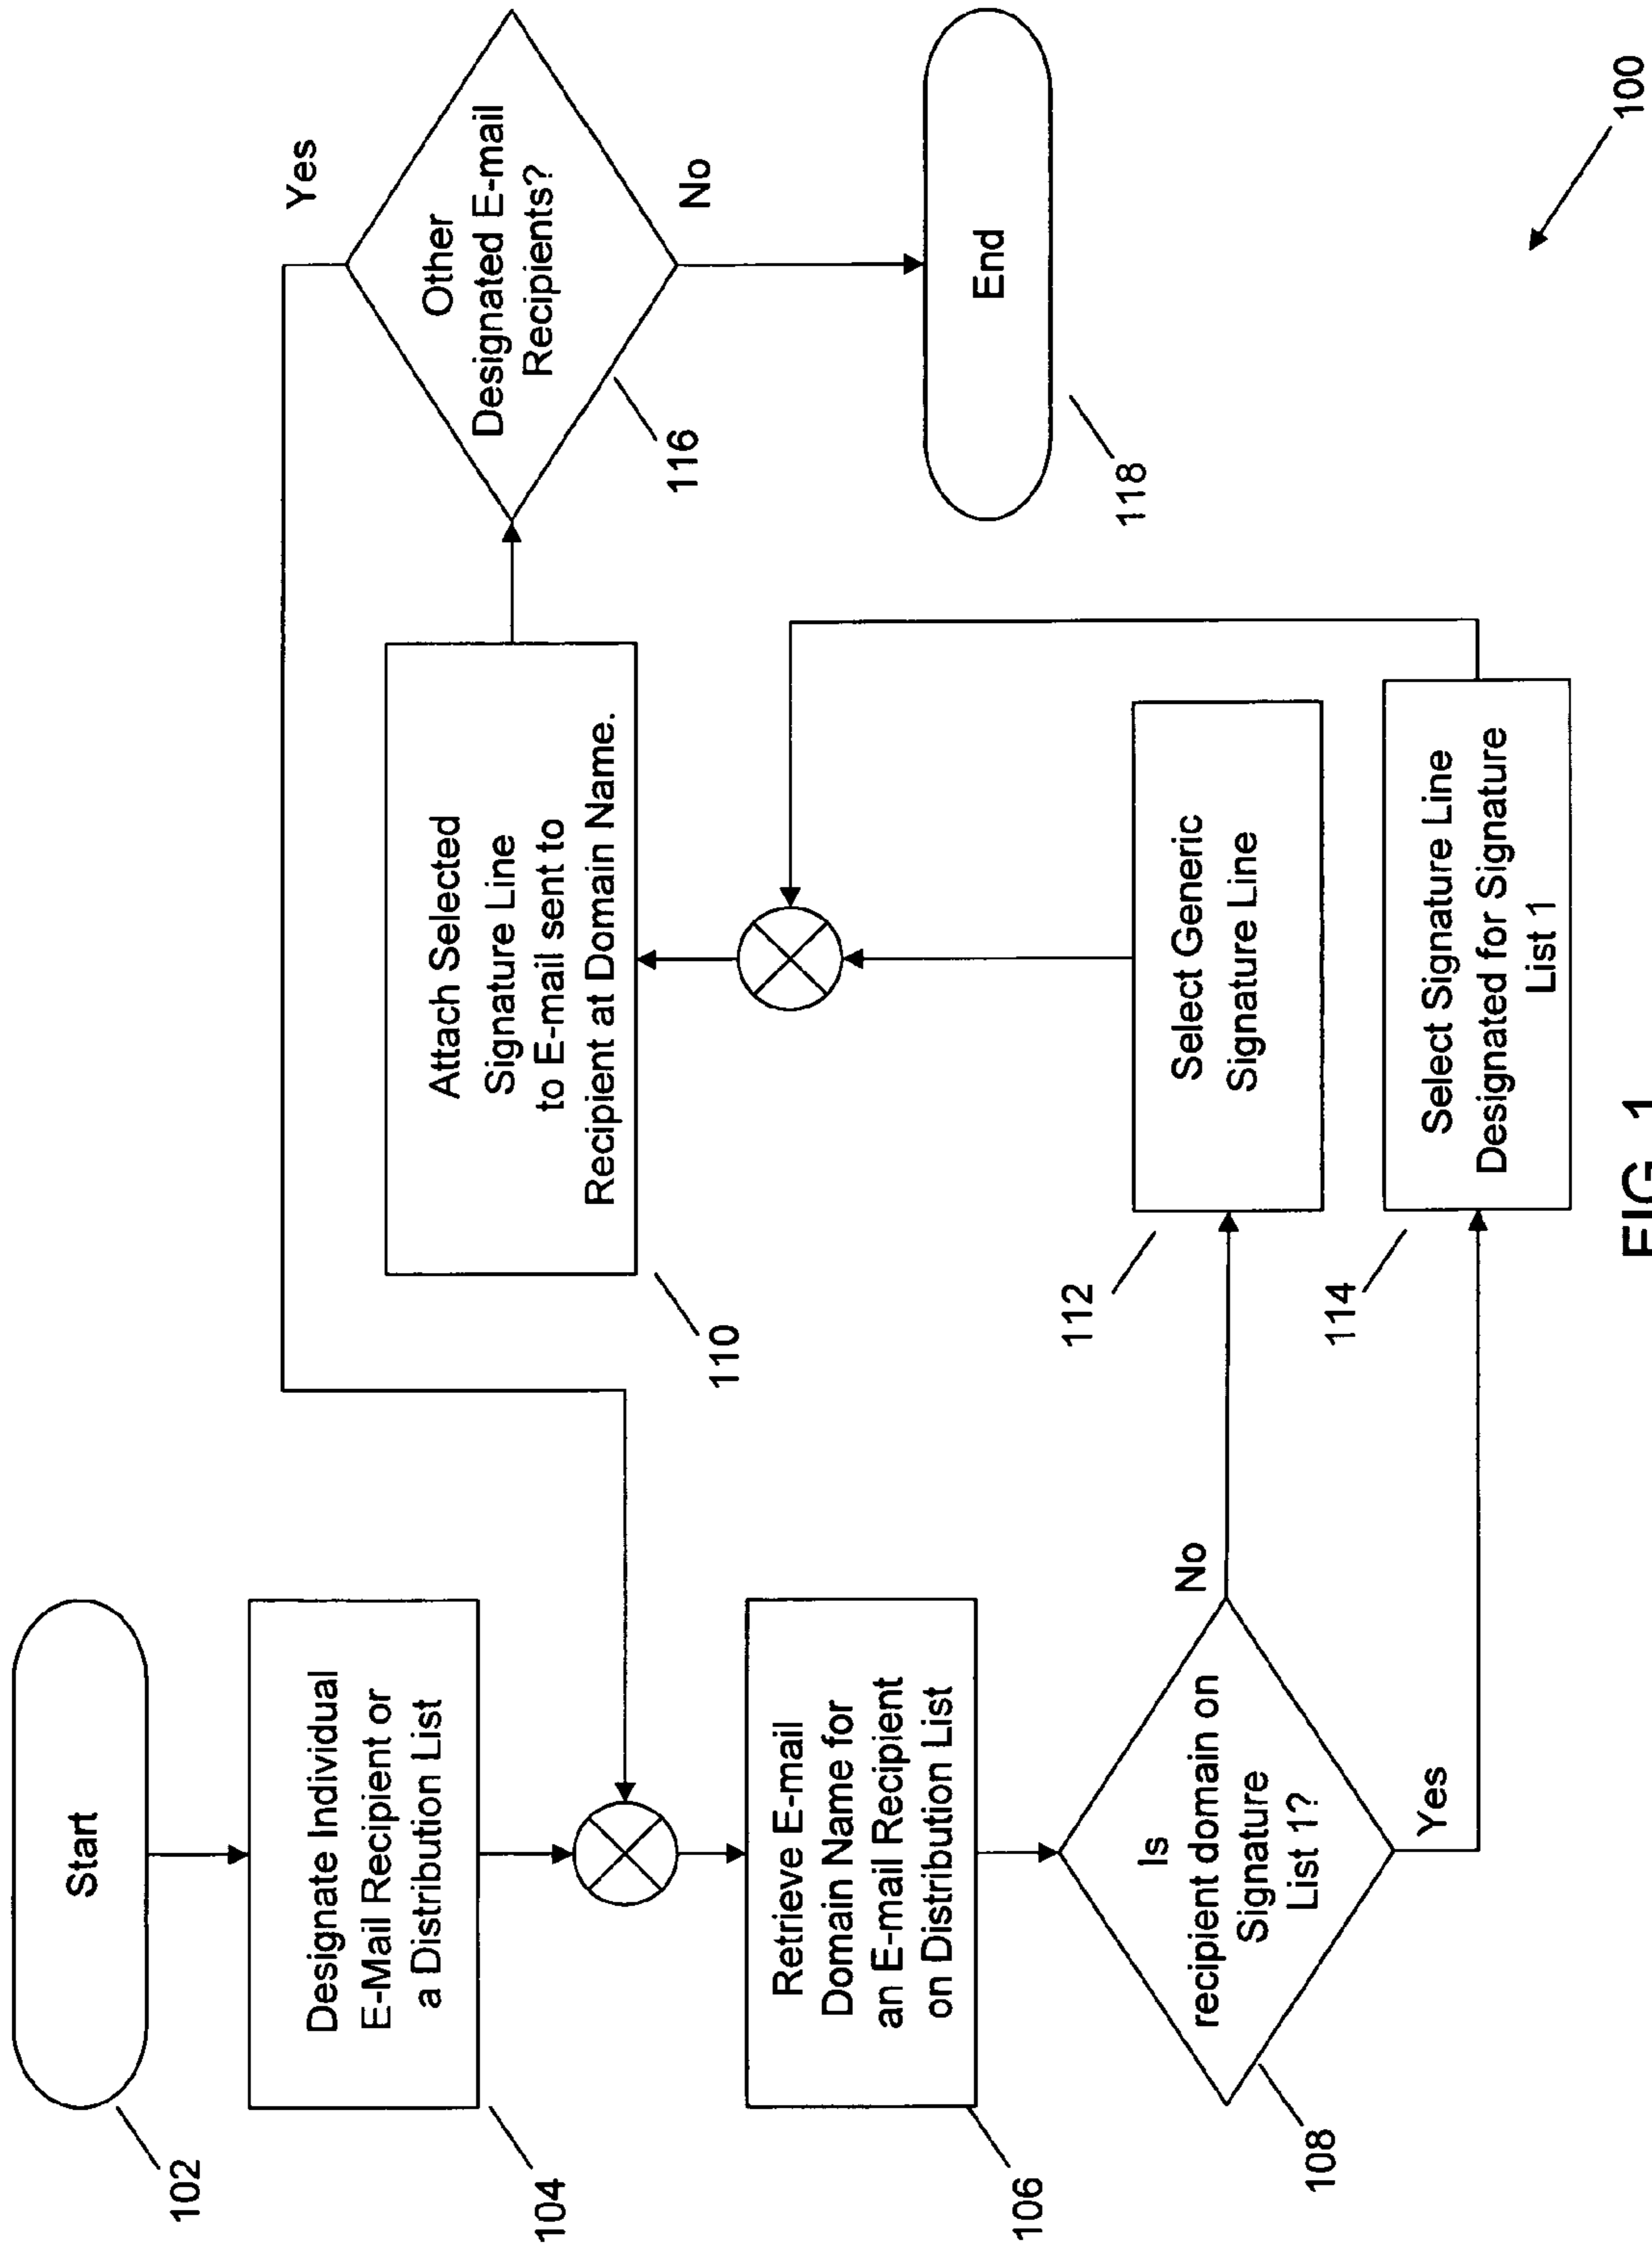 Start
102
Designate Individual
E-Mail Recipient or
a Distribution List
104
Retrieve E-mail
Domain Name for
an E-mail Recipient
on Distribution List
106
Is
recipient domain on
Signature
List 1?
108
No
Yes
Attach Selected
Signature Line
to E-mail sent to
Recipient at Domain Name.
110
Select Generic
Signature Line
112
Select Signature Line
Designated for Signature
List 1
114
Yes
Other
Designated E-mail
Recipients?
116
No
End
118
100
FIG. 1